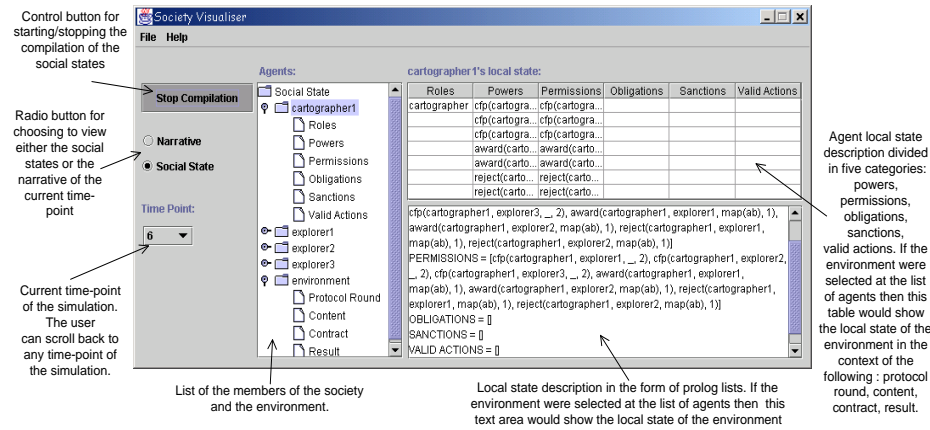 Control button for
starting/stopping the
compilation of the
social states
Radio button for
choosing to view
either the social
states or the
narrative of the
current time-
point
Current time-point
of the simulation.
The user
can scroll back to
any time-point of
the simulation.
Society Visualiser
File Help
Stop Compilation
Narrative
Social State
Time Point:
6
Agents:
Social State
cartographer1
Roles
Powers
Permissions
Obligations
Sanctions
Valid Actions
explorer1
explorer2
explorer3
environment
Protocol Round
Content
Contract
Result
cartographer1's local state:
Roles Powers Permissions Obligations Sanctions Valid Actions
cartographer cfp(cartogra... cfp(cartogra...
cfp(cartogra... cfp(cartogra...
cfp(cartogra... cfp(cartogra...
award(carto... award(carto...
award(carto... award(carto...
reject(carto... reject(carto...
reject(carto... reject(carto...
cfp(cartographer1, explorer3, _, 2), award(cartographer1, explorer1, map(ab), 1),
award(cartographer1, explorer2, map(ab), 1), reject(cartographer1, explorer1,
map(ab), 1), reject(cartographer1, explorer2, map(ab), 1)]
PERMISSIONS = [cfp(cartographer1, explorer1, _, 2), cfp(cartographer1, explorer2,
_, 2), cfp(cartographer1, explorer3, _, 2), award(cartographer1, explorer1,
map(ab), 1), award(cartographer1, explorer2, map(ab), 1), reject(cartographer1,
explorer1, map(ab), 1), reject(cartographer1, explorer2, map(ab), 1)]
OBLIGATIONS = []
SANCTIONS = []
VALID ACTIONS = []
Agent local state
description divided
in five categories:
powers,
permissions,
obligations,
sanctions,
valid actions. If the
environment were
selected at the list
of agents then this
table would show
the local state of the
environment in the
context of the
following : protocol
round, content,
contract, result.
List of the members of the society
and the environment.
Local state description in the form of prolog lists. If the
environment were selected at the list of agents then this
text area would show the local state of the environment